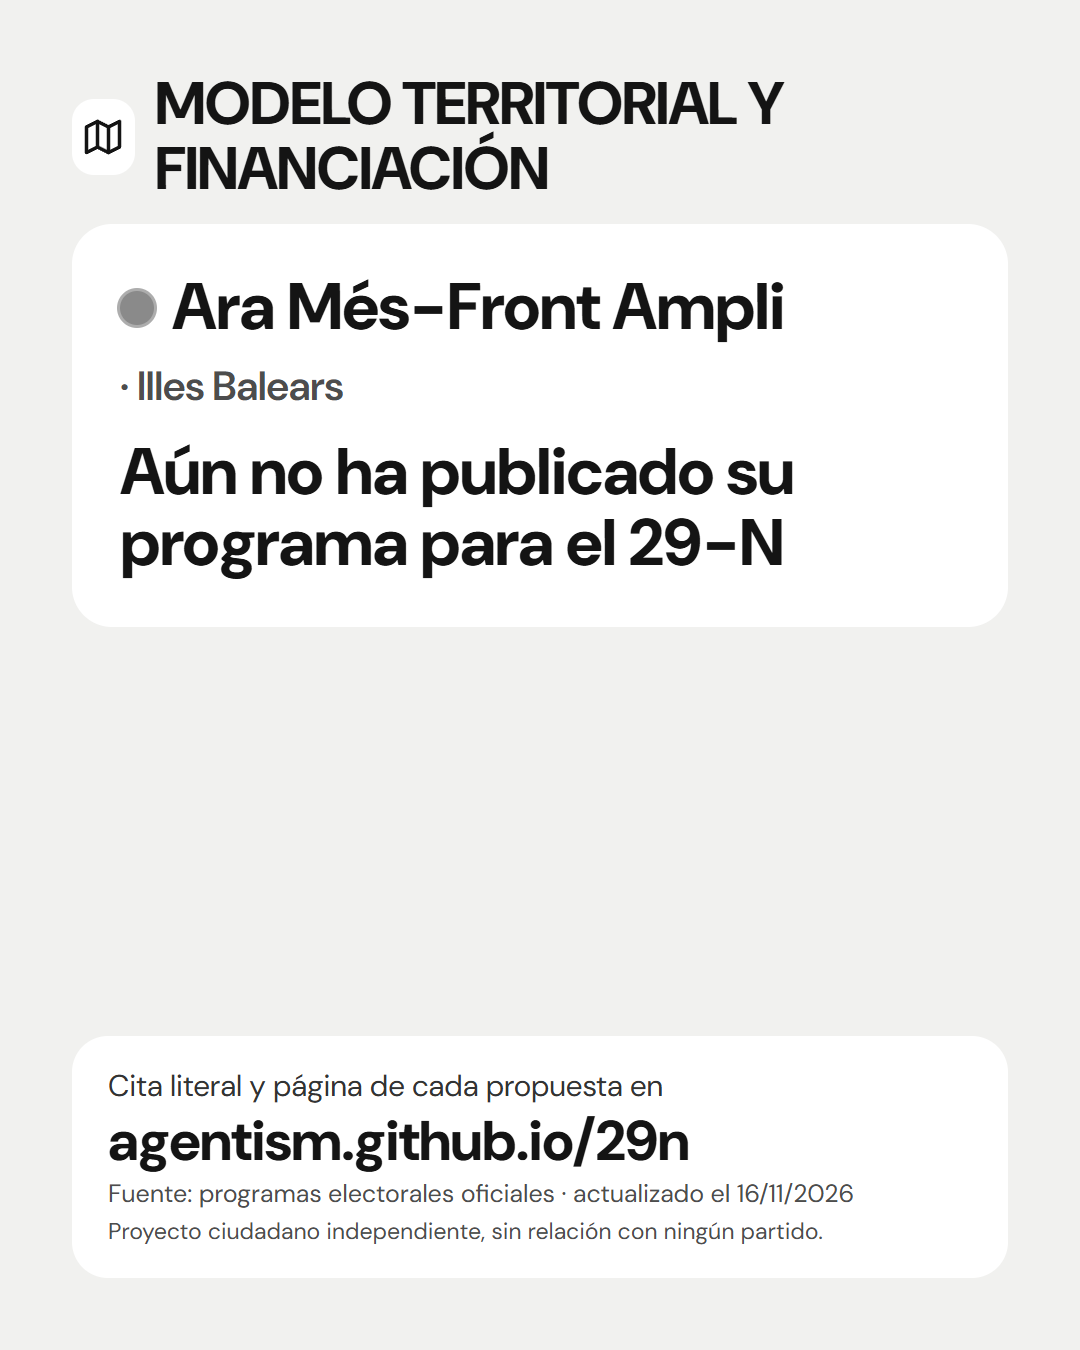 MODELO TERRITORIAL Y
FINANCIACIÓN
Ara Més-Front Ampli
· Illes Balears
Aún no ha publicado su
programa para el 29-N
Cita literal y página de cada propuesta en
agentism.github.io/29n
Fuente: programas electorales oficiales · actualizado el 16/11/2026
Proyecto ciudadano independiente, sin relación con ningún partido.